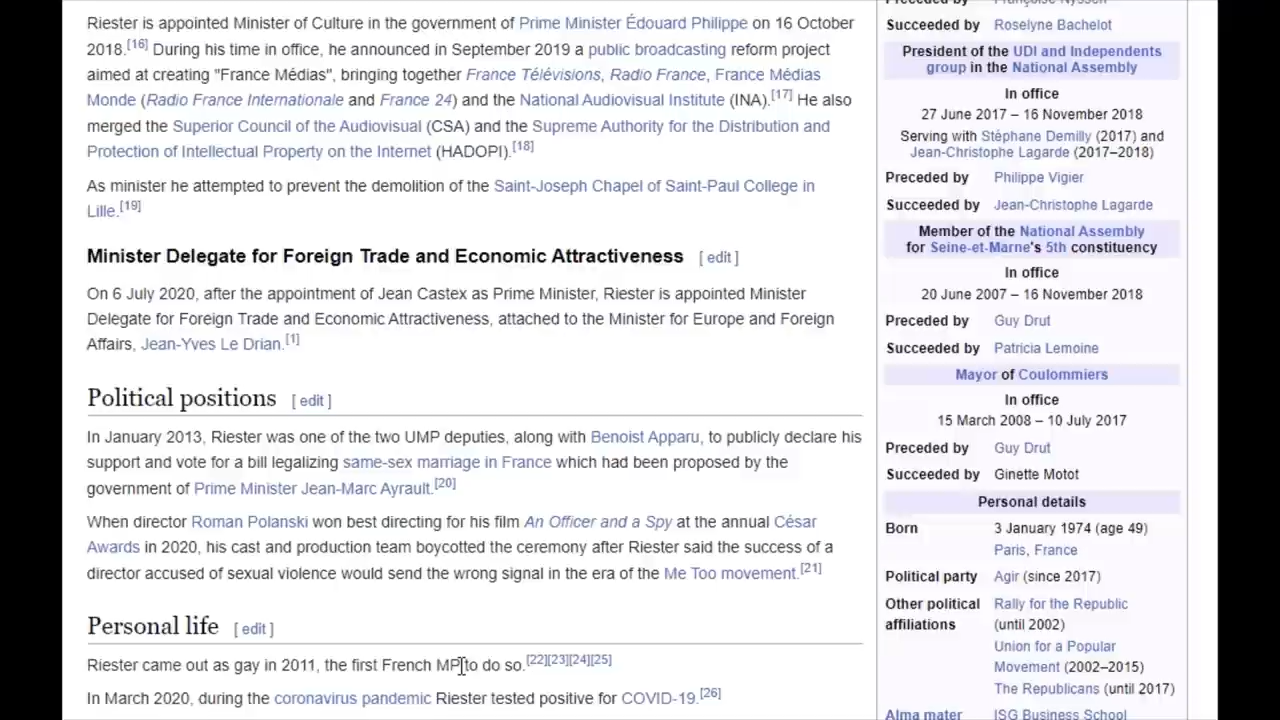 Riester is appointed Minister of Culture in the government of Prime Minister Édouard Philippe on 16 October
2018.[16] During his time in office, he announced in September 2019 a public broadcasting reform project
aimed at creating "France Médias", bringing together France Télévisions, Radio France, France Médias
Monde (Radio France Internationale and France 24) and the National Audiovisual Institute (INA).[17] He also
merged the Superior Council of the Audiovisual (CSA) and the Supreme Authority for the Distribution and
Protection of Intellectual Property on the Internet (HADOPI).[18]
As minister he attempted to prevent the demolition of the Saint-Joseph Chapel of Saint-Paul College in
Lille.[19]
Minister Delegate for Foreign Trade and Economic Attractiveness [ edit ]
On 6 July 2020, after the appointment of Jean Castex as Prime Minister, Riester is appointed Minister
Delegate for Foreign Trade and Economic Attractiveness, attached to the Minister for Europe and Foreign
Affairs, Jean-Yves Le Drian.[1]
Political positions [ edit ]
In January 2013, Riester was one of the two UMP deputies, along with Benoist Apparu, to publicly declare his
support and vote for a bill legalizing same-sex marriage in France which had been proposed by the
government of Prime Minister Jean-Marc Ayrault.[20]
When director Roman Polanski won best directing for his film An Officer and a Spy at the annual César
Awards in 2020, his cast and production team boycotted the ceremony after Riester said the success of a
director accused of sexual violence would send the wrong signal in the era of the Me Too movement.[21]
Personal life [ edit ]
Riester came out as gay in 2011, the first French MP to do so.[22][23][24][25]
In March 2020, during the coronavirus pandemic Riester tested positive for COVID-19.[26]
Preceded by Françoise Nyssen
Succeeded by Roselyne Bachelot
President of the UDI and Independents
group in the National Assembly
In office
27 June 2017 – 16 November 2018
Serving with Stéphane Demilly (2017) and
Jean-Christophe Lagarde (2017–2018)
Preceded by Philippe Vigier
Succeeded by Jean-Christophe Lagarde
Member of the National Assembly
for Seine-et-Marne's 5th constituency
In office
20 June 2007 – 16 November 2018
Preceded by Guy Drut
Succeeded by Patricia Lemoine
Mayor of Coulommiers
In office
15 March 2008 – 10 July 2017
Preceded by Guy Drut
Succeeded by Ginette Motot
Personal details
Born 3 January 1974 (age 49)
Paris, France
Political party Agir (since 2017)
Other political Rally for the Republic
affiliations (until 2002)
Union for a Popular
Movement (2002–2015)
The Republicans (until 2017)
Alma mater ISG Business School